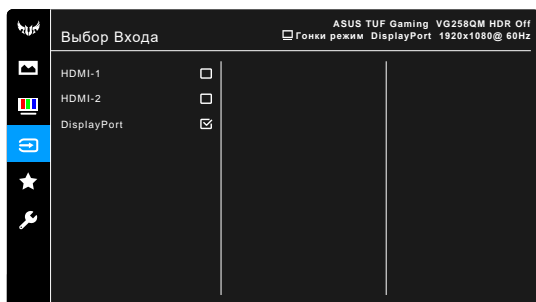 ASUS TUF Gaming VG258QM HDR Off
Выбор Входа
Гонки режим DisplayPort 1920x1080@ 60Hz
HDMI-1
HDMI-2
DisplayPort